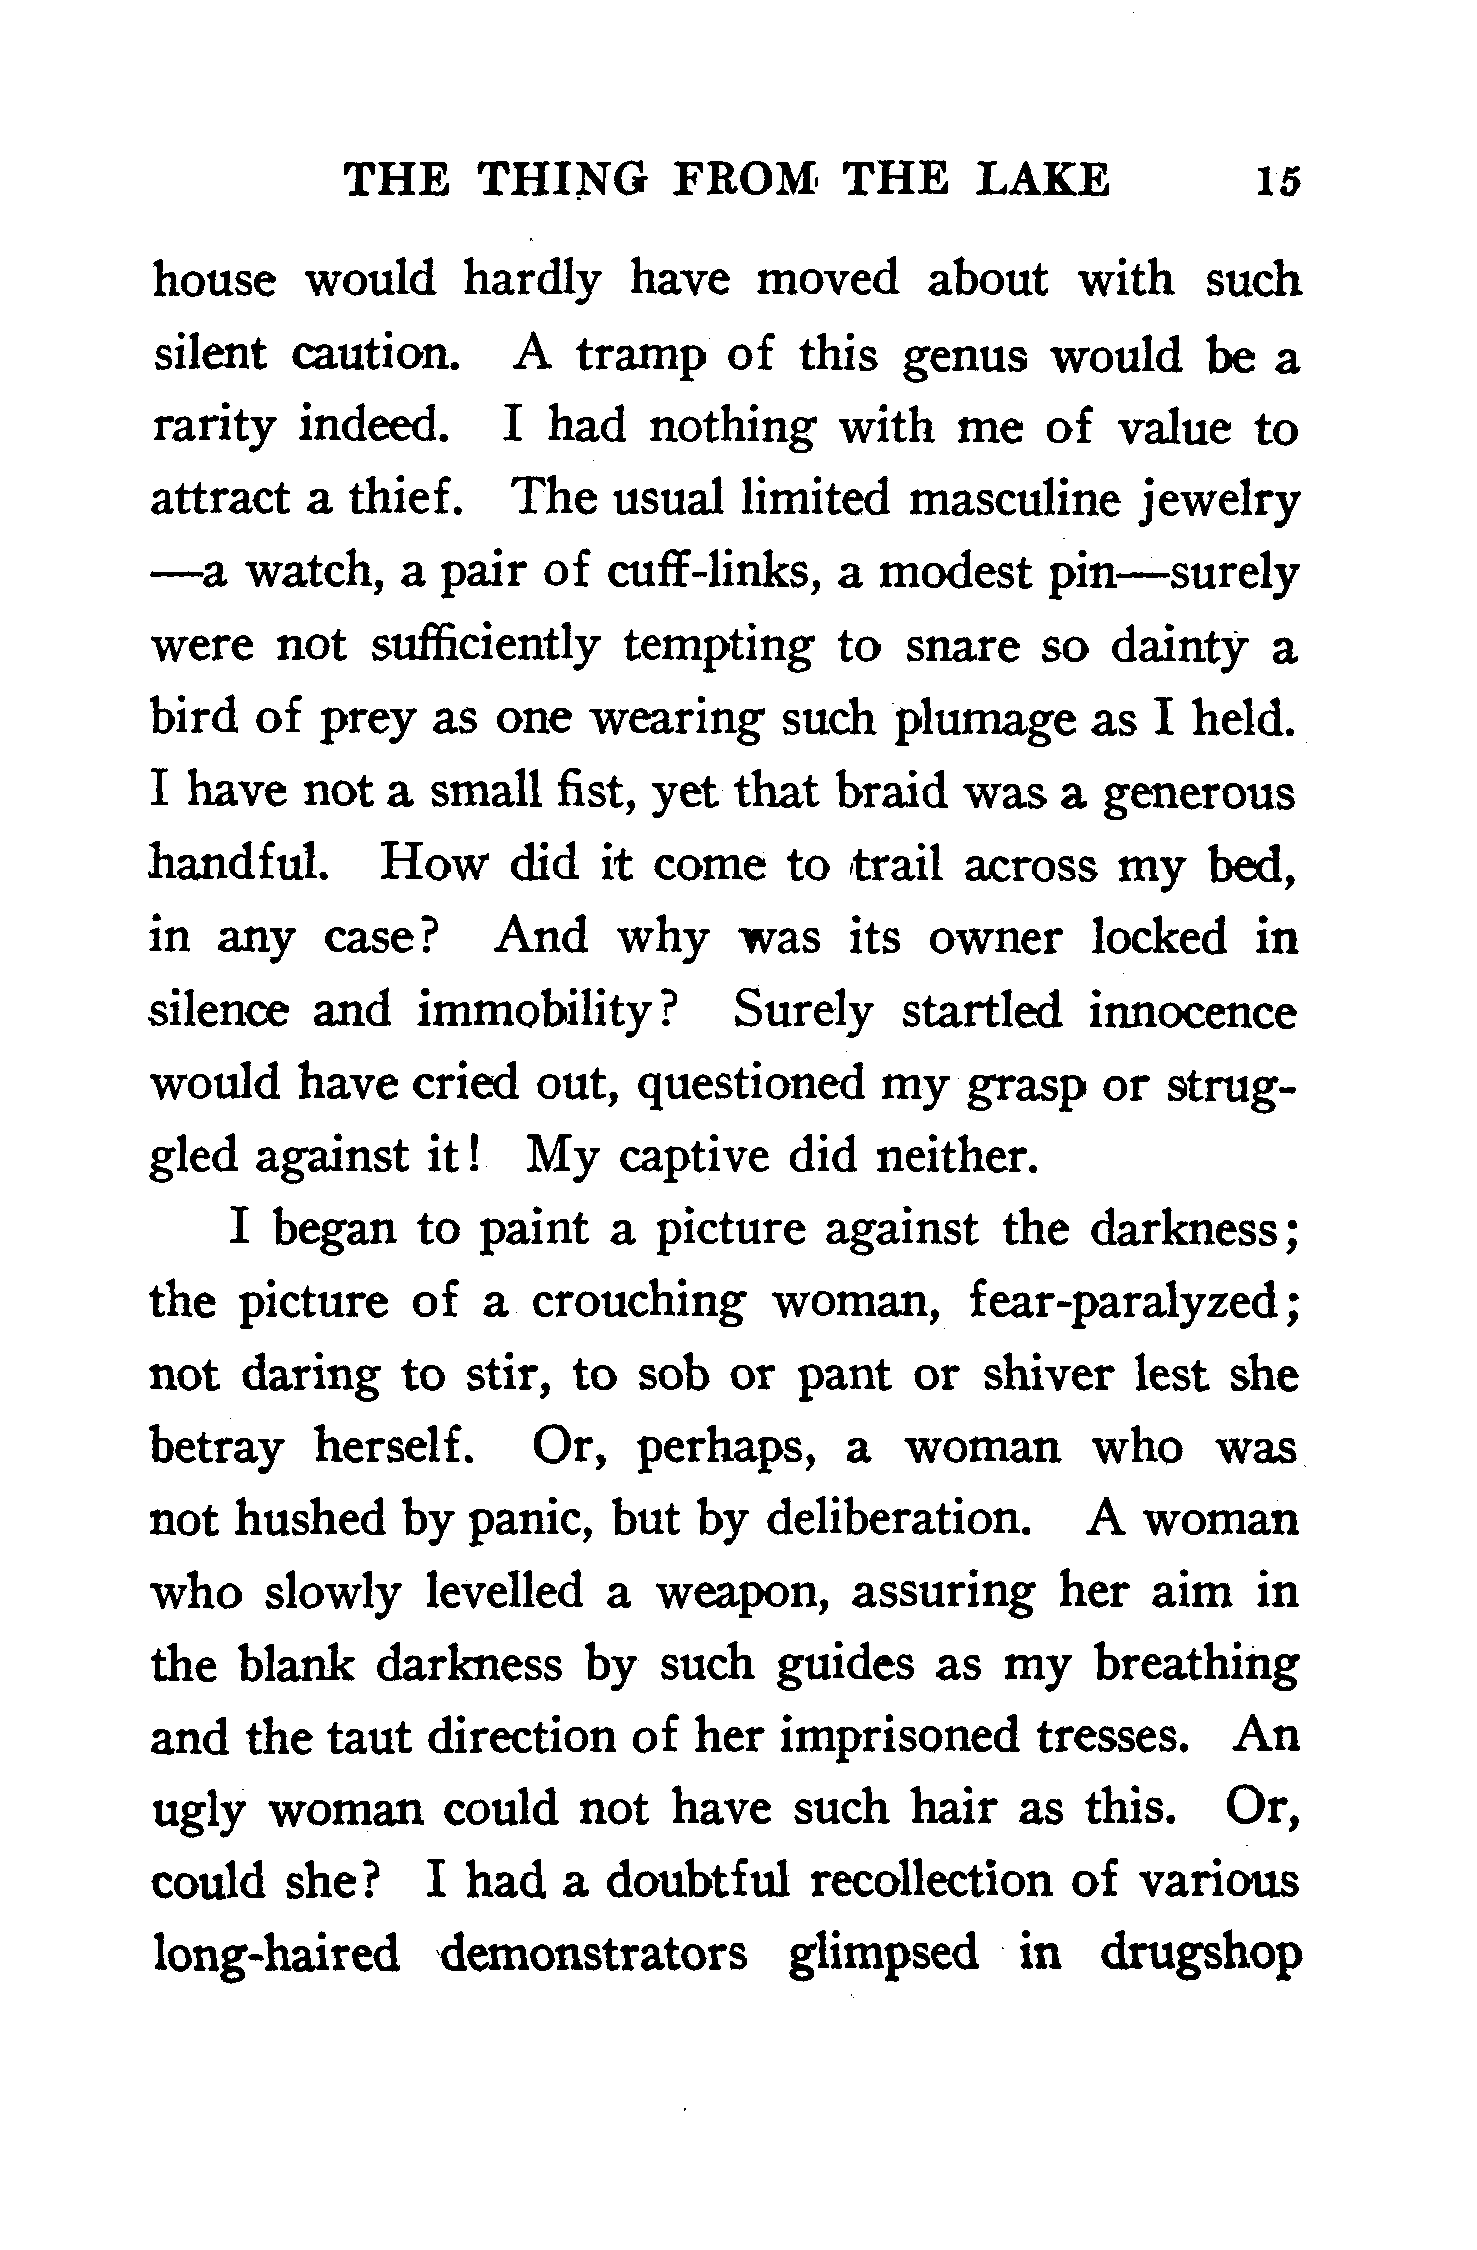 THE THING FROM THE LAKE 15
house would hardly have moved about with such
silent caution. A tramp of this genus would be a
rarity indeed. I had nothing with me of value to
attract a thief. The usual limited masculine jewelry
—a watch, a pair of cuff-links, a modest pin—surely
were not sufficiently tempting to snare so dainty a
bird of prey as one wearing such plumage as I held.
I have not a small fist, yet that braid was a generous
handful. How did it come to trail across my bed,
in any case? And why was its owner locked in
silence and immobility? Surely startled innocence
would have cried out, questioned my grasp or strug-
gled against it! My captive did neither.
I began to paint a picture against the darkness;
the picture of a crouching woman, fear-paralyzed;
not daring to stir, to sob or pant or shiver lest she
betray herself. Or, perhaps, a woman who was
not hushed by panic, but by deliberation. A woman
who slowly levelled a weapon, assuring her aim in
the blank darkness by such guides as my breathing
and the taut direction of her imprisoned tresses. An
ugly woman could not have such hair as this. Or,
could she? I had a doubtful recollection of various
long-haired demonstrators glimpsed in drugshop